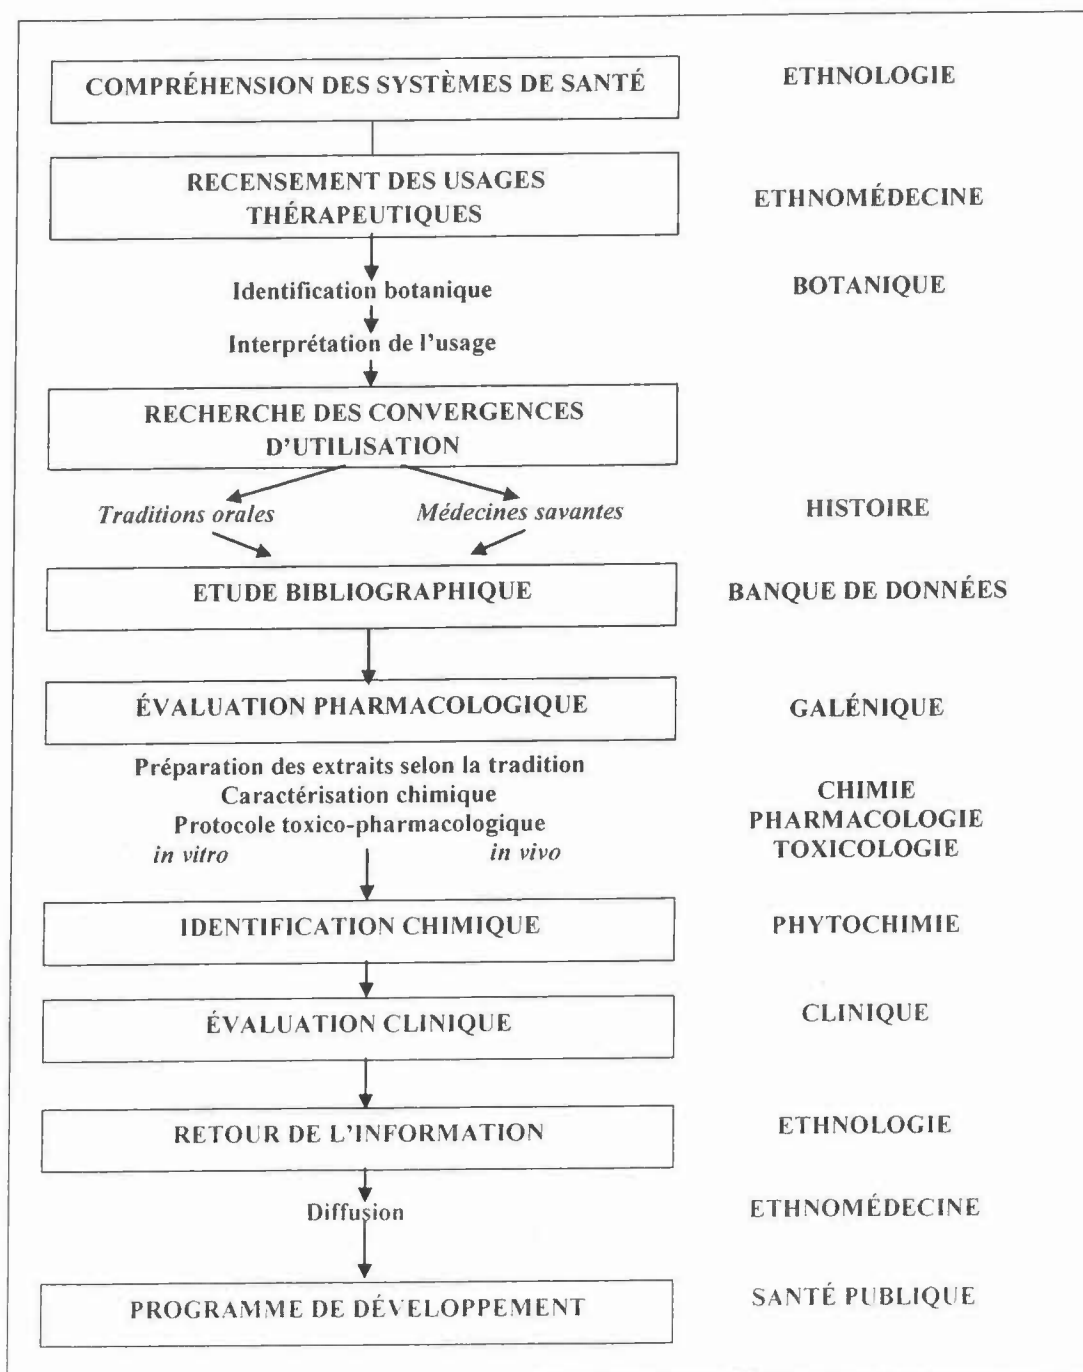 COMPRÉHENSION DES SYSTÈMES DE SANTÉ
ETHNOLOGIE
RECENSEMENT DES USAGES
THÉRAPEUTIQUES
ETHNOMÉDECINE
Identification botanique
BOTANIQUE
Interprétation de l'usage
RECHERCHE DES CONVERGENCES
D'UTILISATION
Traditions orales
Médecines savantes
HISTOIRE
ETUDE BIBLIOGRAPHIQUE
BANQUE DE DONNÉES
ÉVALUATION PHARMACOLOGIQUE
GALÉNIQUE
Préparation des extraits selon la tradition
Caractérisation chimique
Protocole toxico-pharmacologique
in vitro
in vivo
CHIMIE
PHARMACOLOGIE
TOXICOLOGIE
IDENTIFICATION CHIMIQUE
PHYTOCHIMIE
ÉVALUATION CLINIQUE
CLINIQUE
RETOUR DE L'INFORMATION
ETHNOLOGIE
Diffusion
ETHNOMÉDECINE
PROGRAMME DE DÉVELOPPEMENT
SANTÉ PUBLIQUE